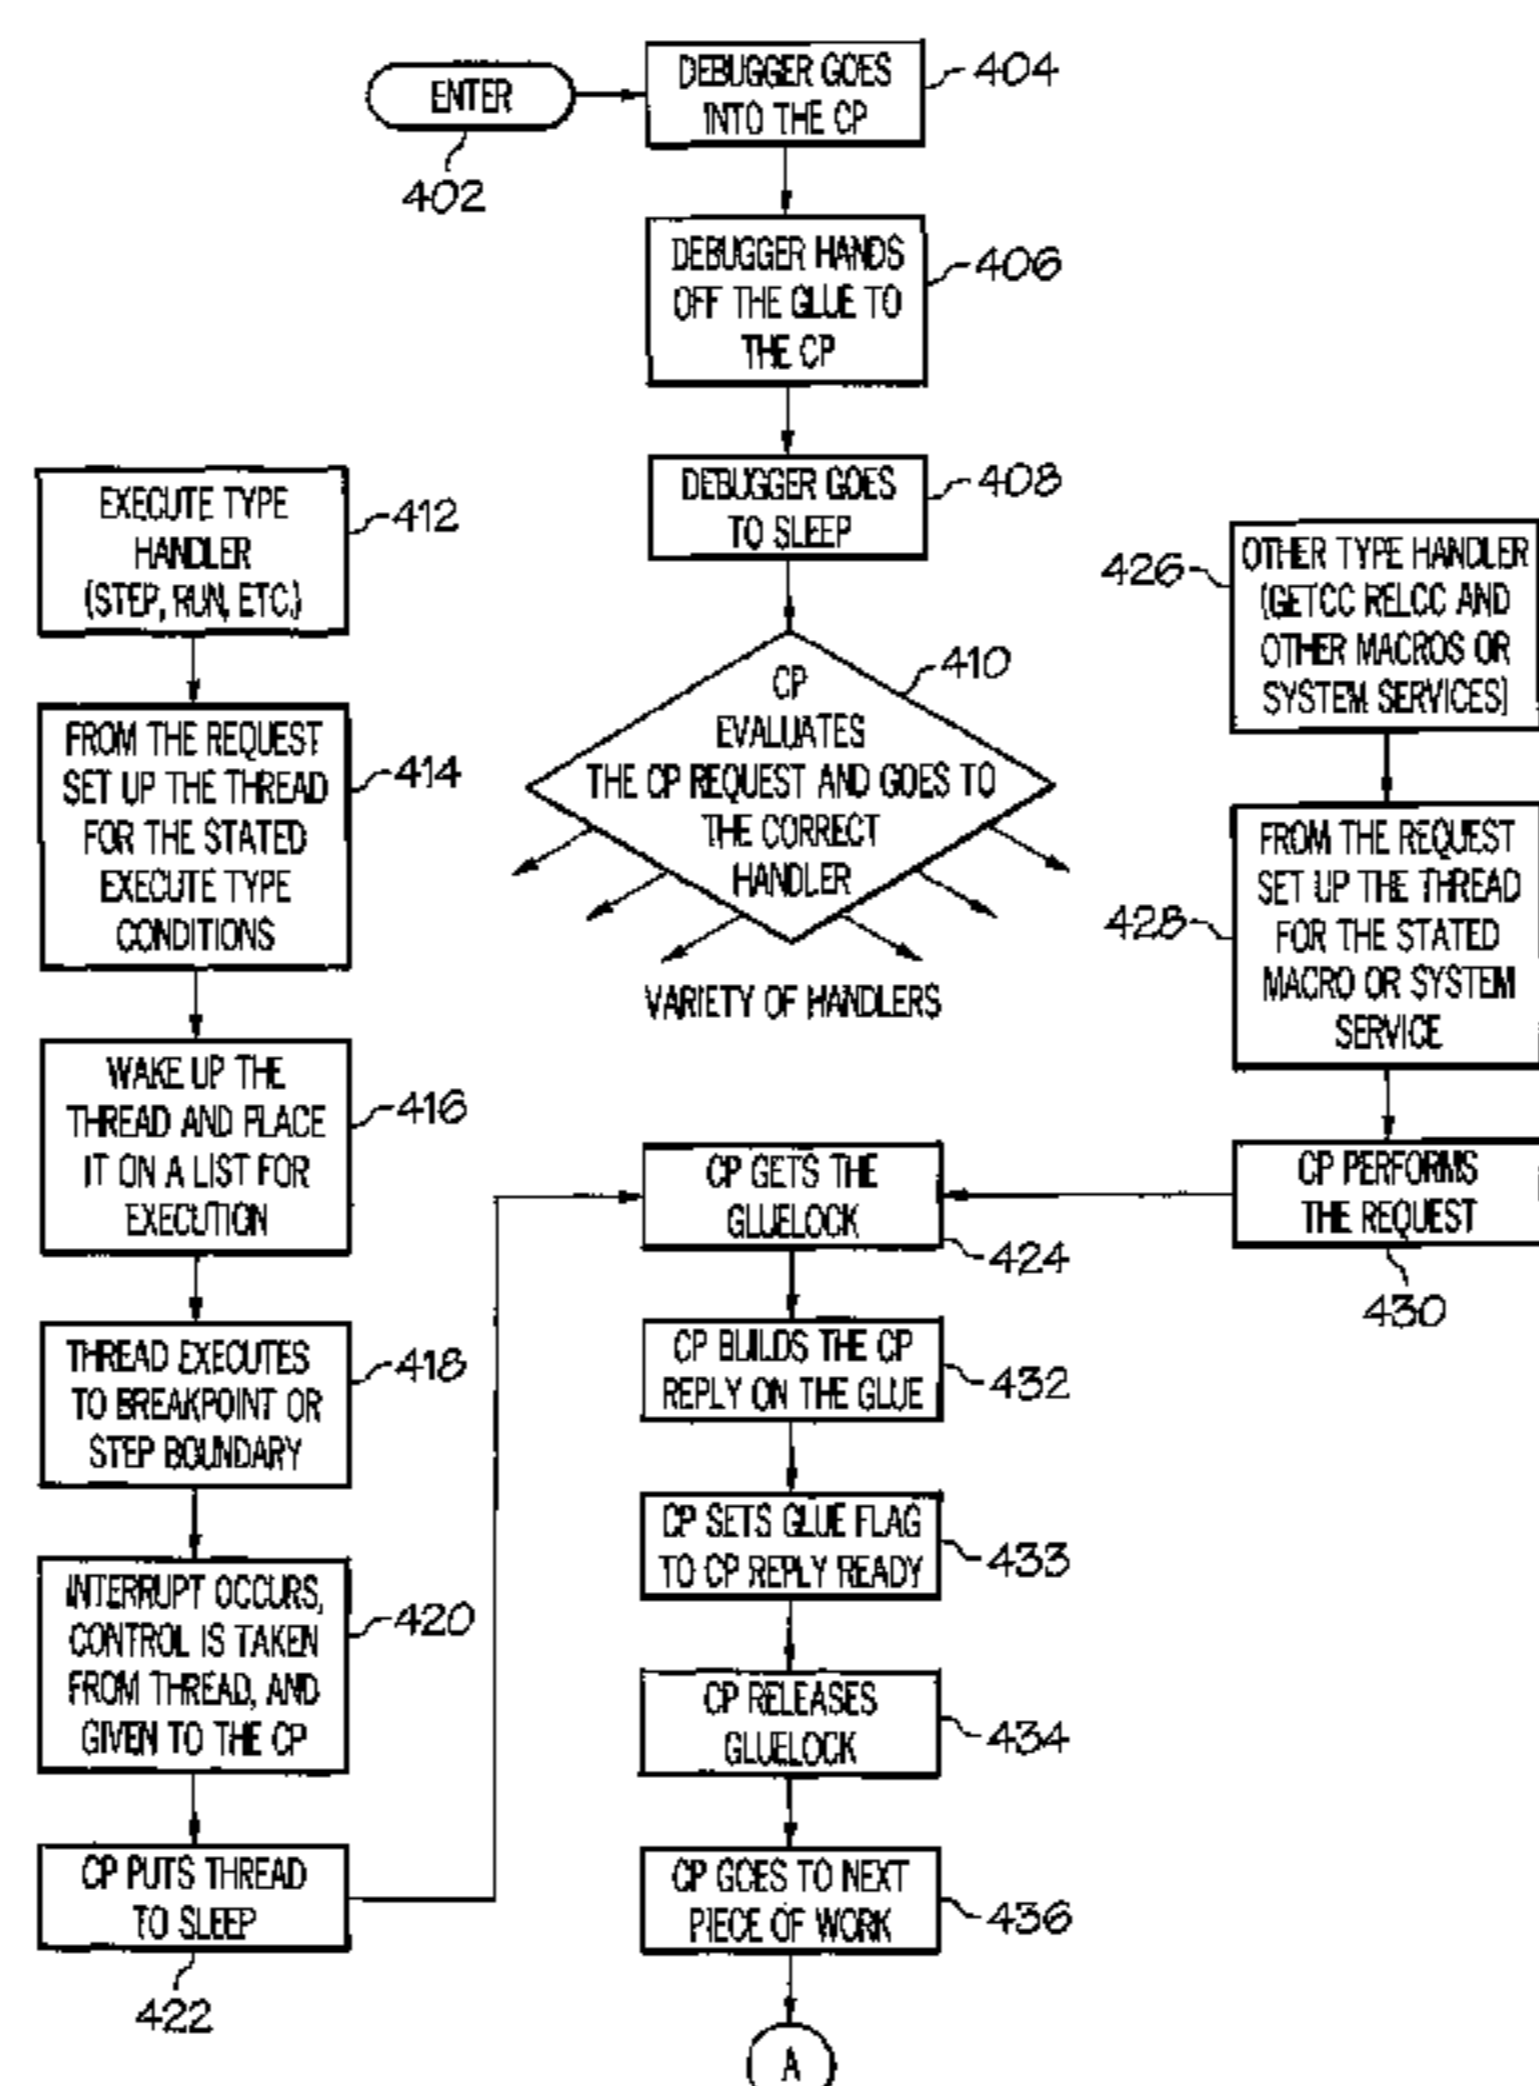 ENTER
402
DEBUGGER GOES
INTO THE CP
404
DEBUGGER HANDS
OFF THE GLUE TO
THE CP
406
DEBUGGER GOES
TO SLEEP
408
CP
EVALUATES
THE CP REQUEST AND GOES TO
THE CORRECT
HANDLER
410
VARIETY OF HANDLERS
EXECUTE TYPE
HANDLER
(STEP, RUN, ETC.)
412
FROM THE REQUEST
SET UP THE THREAD
FOR THE STATED
EXECUTE TYPE
CONDITIONS
414
WAKE UP THE
THREAD AND PLACE
IT ON A LIST FOR
EXECUTION
416
THREAD EXECUTES
TO BREAKPOINT OR
STEP BOUNDARY
418
INTERRUPT OCCURS,
CONTROL IS TAKEN
FROM THREAD, AND
GIVEN TO THE CP
420
CP PUTS THREAD
TO SLEEP
422
OTHER TYPE HANDLER
(GETCC RELCC AND
OTHER MACROS OR
SYSTEM SERVICES)
426
FROM THE REQUEST
SET UP THE THREAD
FOR THE STATED
MACRO OR SYSTEM
SERVICE
428
CP PERFORMS
THE REQUEST
430
CP GETS THE
GLUELOCK
424
CP BUILDS THE CP
REPLY ON THE GLUE
432
CP SETS GLUE FLAG
TO CP REPLY READY
433
CP RELEASES
GLUELOCK
434
CP GOES TO NEXT
PIECE OF WORK
436
A